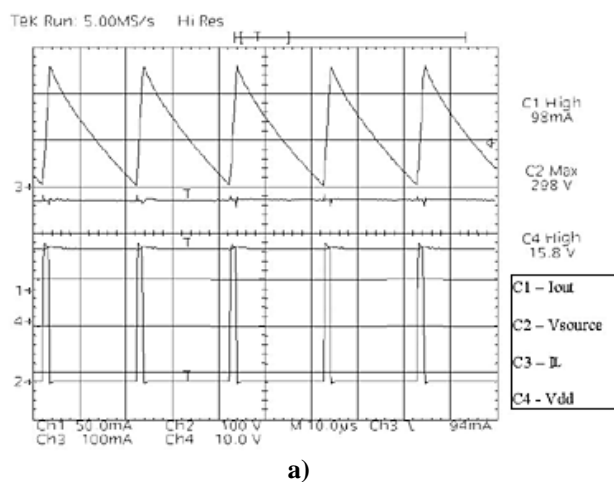 Tek Run: 5.00MS/s Hi Res
T
C1 High
98mA
C2 Max
298 V
C4 High
15.8 V
3
T
T
1
4
2
T
C1 – Iout
C2 – Vsource
C3 – IL
C4 - Vdd
Ch1 50.0mA Ch2 100 V M 10.0µs Ch3 94mA
Ch3 100mA Ch4 10.0 V
a)